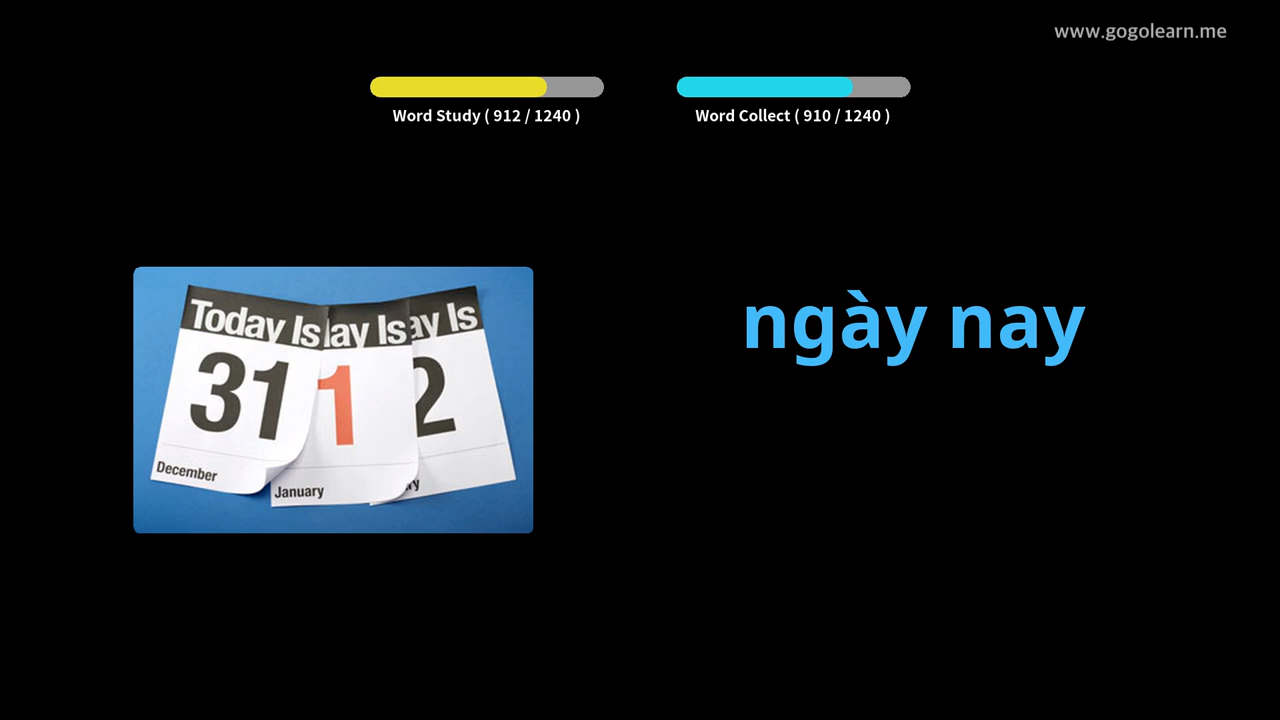 www.gogolearn.me
Word Study ( 912 / 1240 )
Word Collect ( 910 / 1240 )
ngày nay
Today Is
31
December
ay Is
1
January
ay Is
2
ry